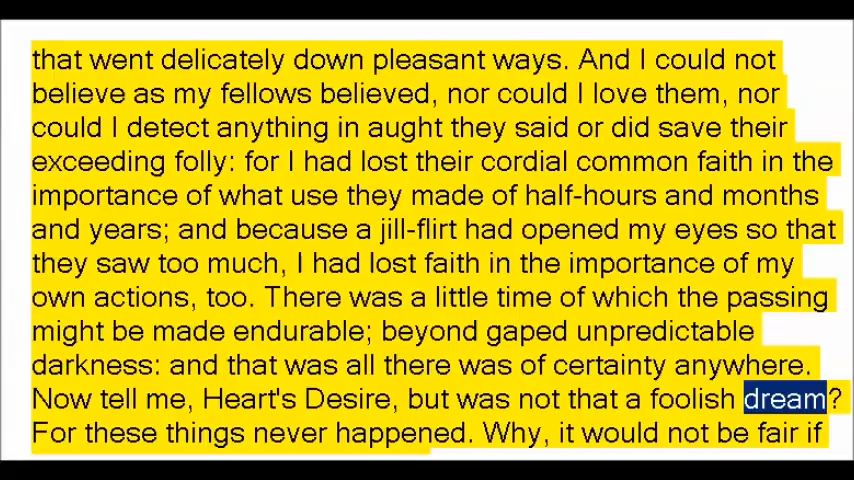 that went delicately down pleasant ways. And I could not
believe as my fellows believed, nor could I love them, nor
could I detect anything in aught they said or did save their
exceeding folly: for I had lost their cordial common faith in the
importance of what use they made of half-hours and months
and years; and because a jill-flirt had opened my eyes so that
they saw too much, I had lost faith in the importance of my
own actions, too. There was a little time of which the passing
might be made endurable; beyond gaped unpredictable
darkness: and that was all there was of certainty anywhere.
Now tell me, Heart's Desire, but was not that a foolish dream?
For these things never happened. Why, it would not be fair if